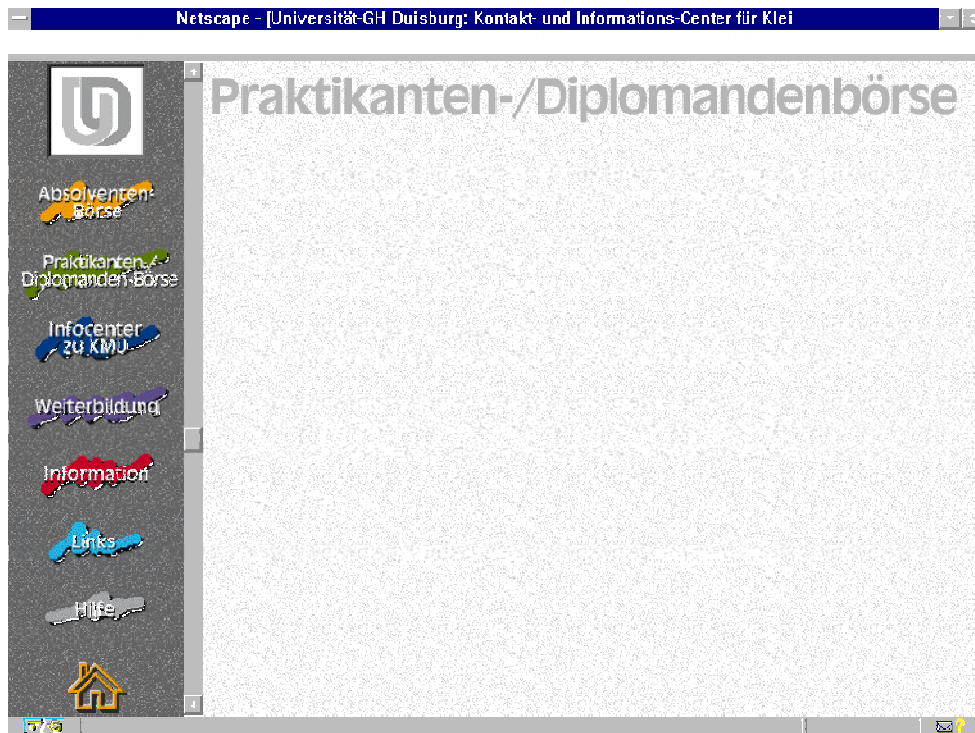 Netscape - [Universität-GH Duisburg: Kontakt- und Informations-Center für Klei
Praktikanten-/Diplomandenbörse
Absolventen-
Börse
Praktikanten-/
Diplomanden-Börse
Infocenter
zu KMU
Weiterbildung
Information
Links
Hilfe